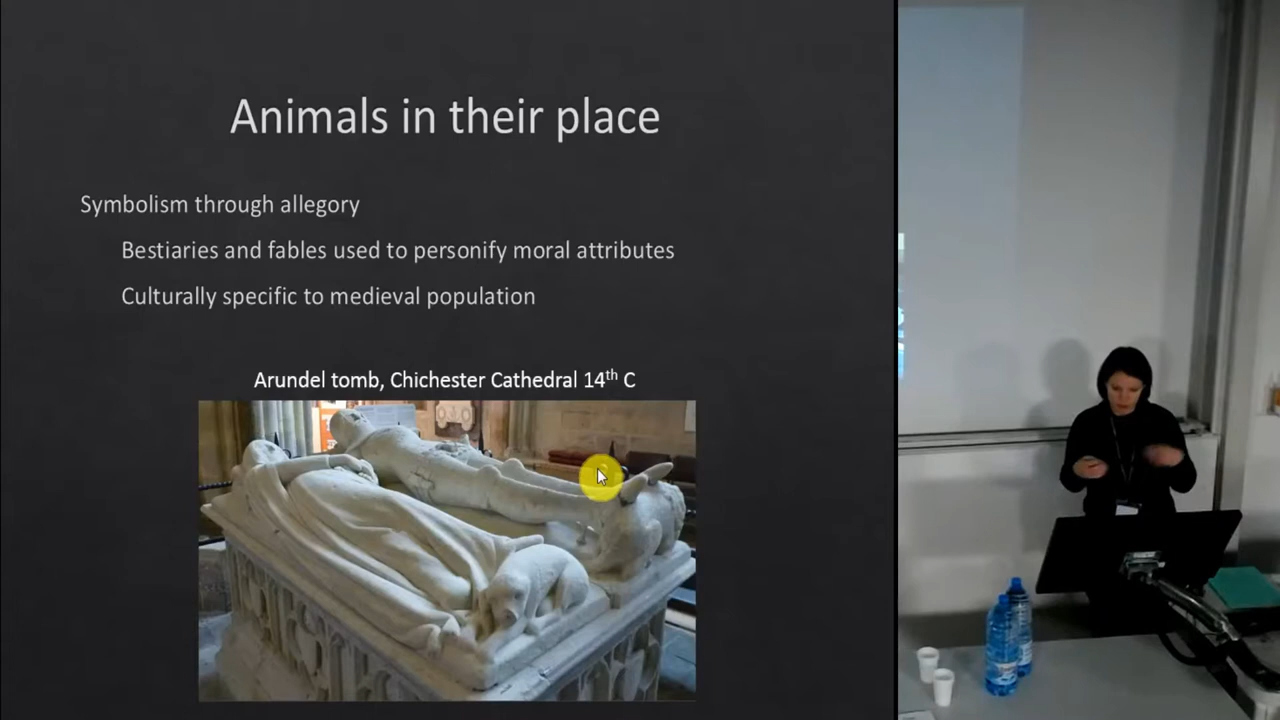 Animals in their place
Symbolism through allegory
Bestiaries and fables used to personify moral attributes
Culturally specific to medieval population
Arundel tomb, Chichester Cathedral 14th C